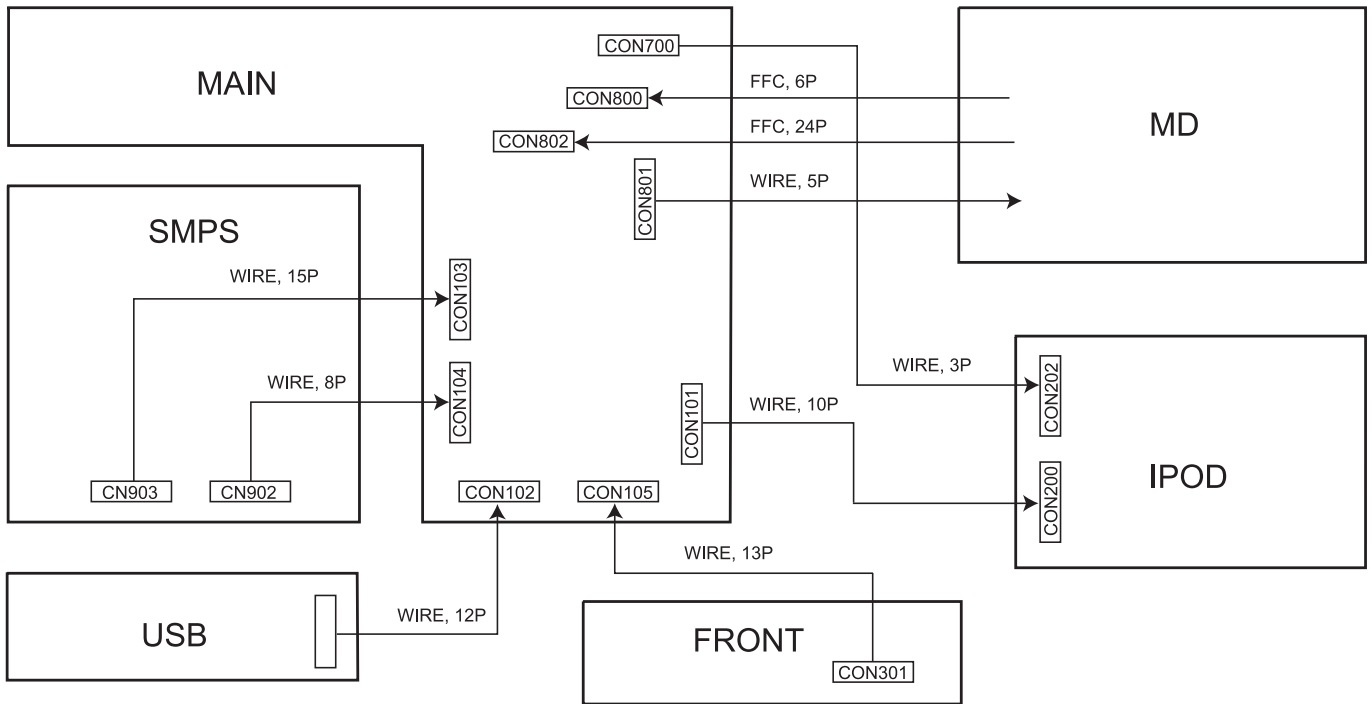 CON700
MAIN
FFC, 6P
CON800
MD
FFC, 24P
CON802
WIRE, 5P
CON801
SMPS
WIRE, 15P
CON103
WIRE, 3P
CON202
WIRE, 8P
CON104
WIRE, 10P
CON101
IPOD
CN903
CN902
CON102
CON105
CON200
WIRE, 13P
WIRE, 12P
USB
FRONT
CON301